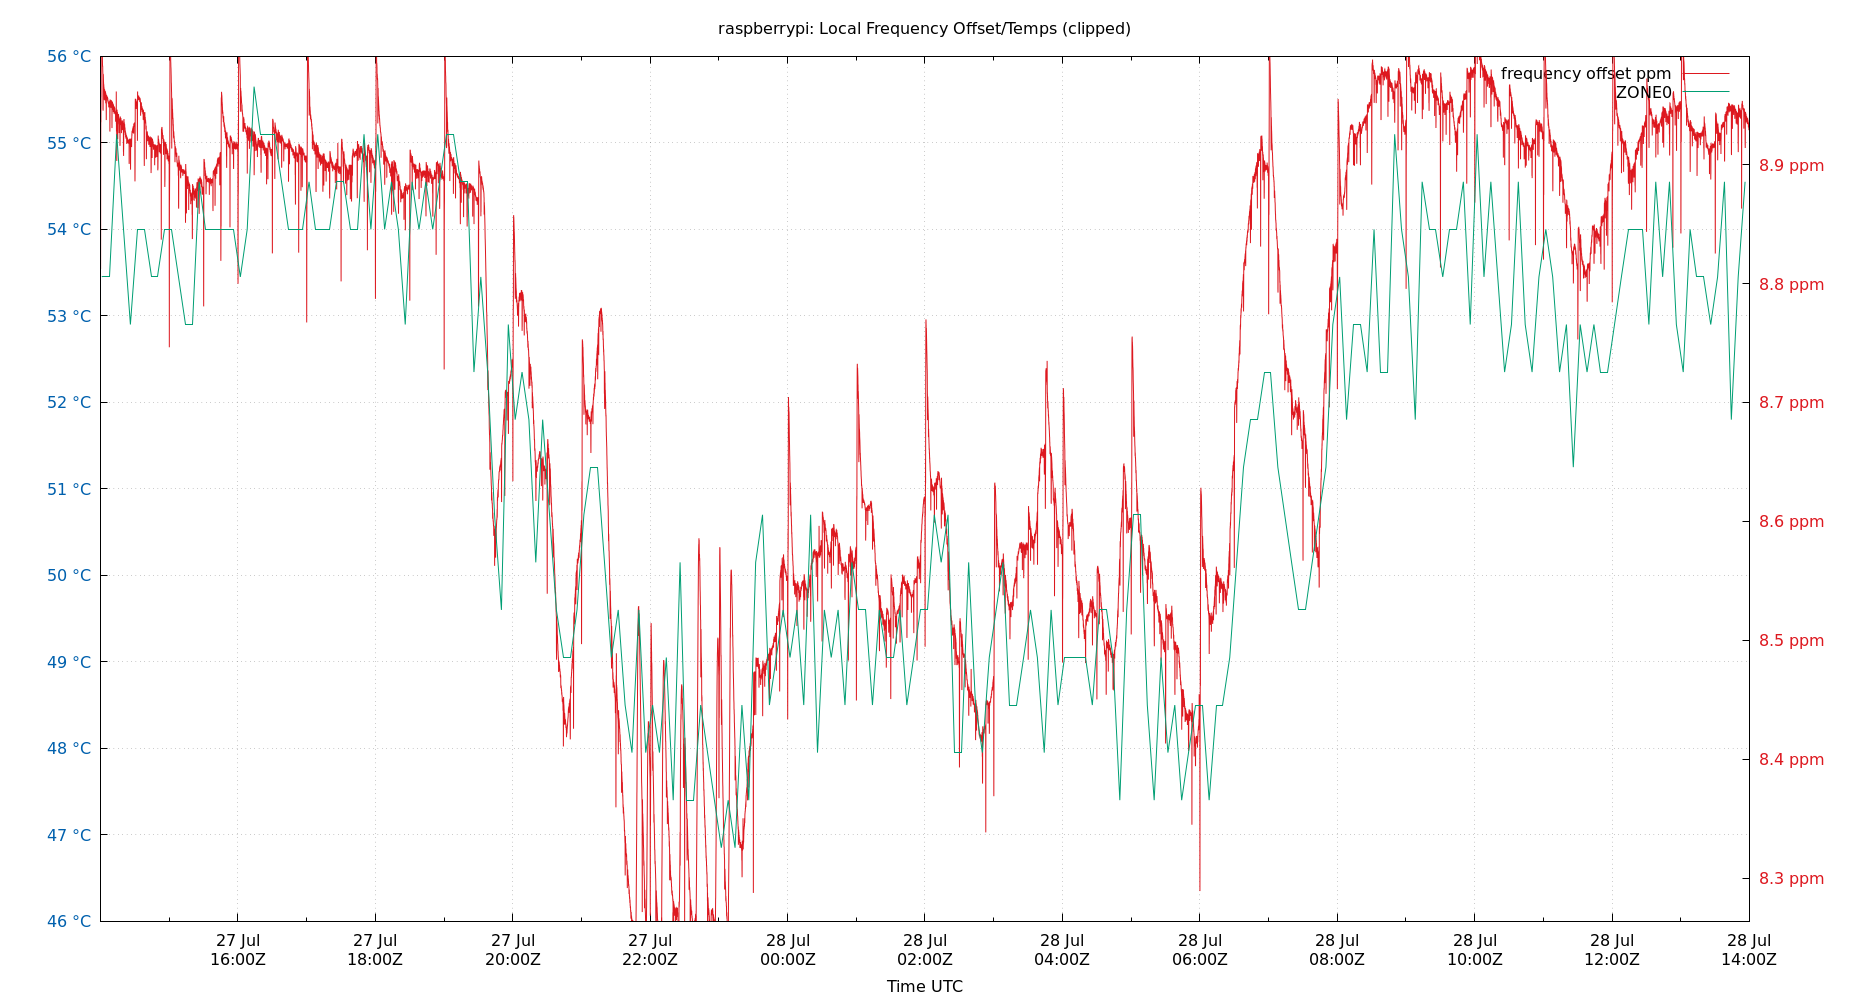 raspberrypi: Local Frequency Offset/Temps (clipped)
56 °C
55 °C
54 °C
53 °C
52 °C
51 °C
50 °C
49 °C
48 °C
47 °C
46 °C
frequency offset ppm
ZONE0
8.9 ppm
8.8 ppm
8.7 ppm
8.6 ppm
8.5 ppm
8.4 ppm
8.3 ppm
27 Jul
16:00Z
27 Jul
18:00Z
27 Jul
20:00Z
27 Jul
22:00Z
28 Jul
00:00Z
28 Jul
02:00Z
28 Jul
04:00Z
28 Jul
06:00Z
28 Jul
08:00Z
28 Jul
10:00Z
28 Jul
12:00Z
28 Jul
14:00Z
Time UTC